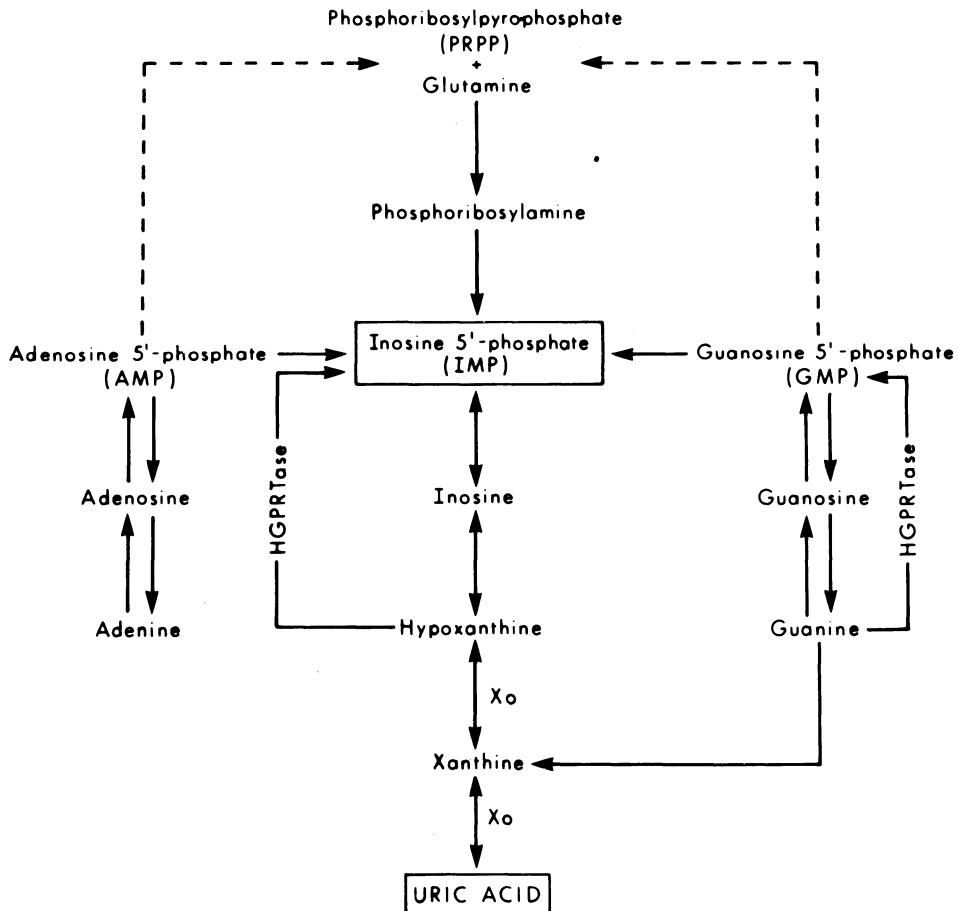 Phosphoribosylpyrophosphate
(PRPP)
+
Glutamine
Phosphoribosylamine
Adenosine 5'-phosphate
(AMP)
Inosine 5'-phosphate
(IMP)
Guanosine 5'-phosphate
(GMP)
HGPRTase
HGPRTase
Adenosine
Inosine
Guanosine
Adenine
Hypoxanthine
Guanine
Xo
Xanthine
Xo
URIC ACID